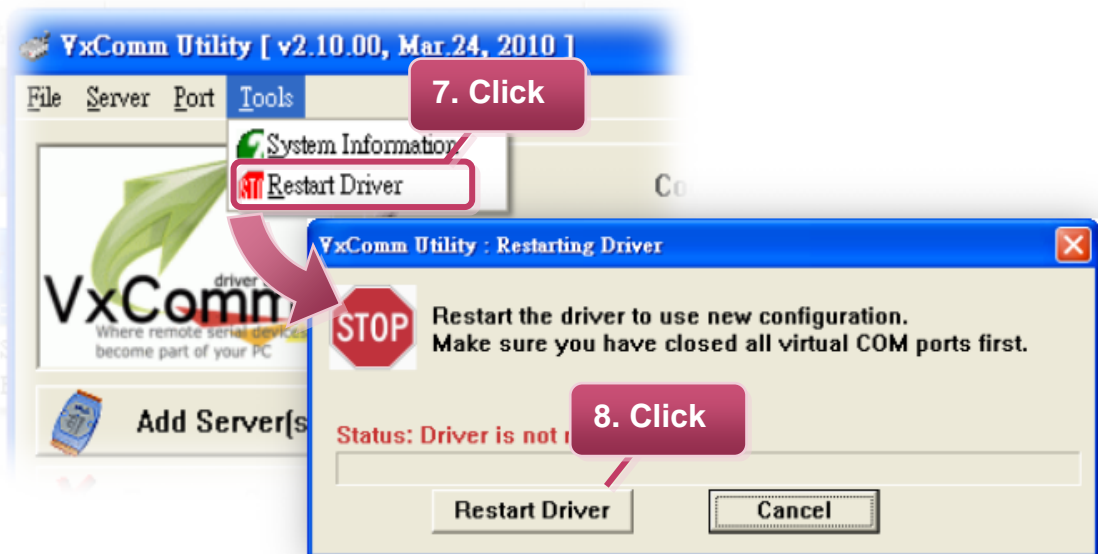 VxComm Utility [ v2.10.00, Mar.24, 2010 ]
7. Click
File Server Port Tools
System Information
Restart Driver
VxComm Utility : Restarting Driver
VxComm
driver
Where remote serial devices
become part of your PC
STOP
Restart the driver to use new configuration.
Make sure you have closed all virtual COM ports first.
Add Server(s
8. Click
Status: Driver is not
Restart Driver
Cancel